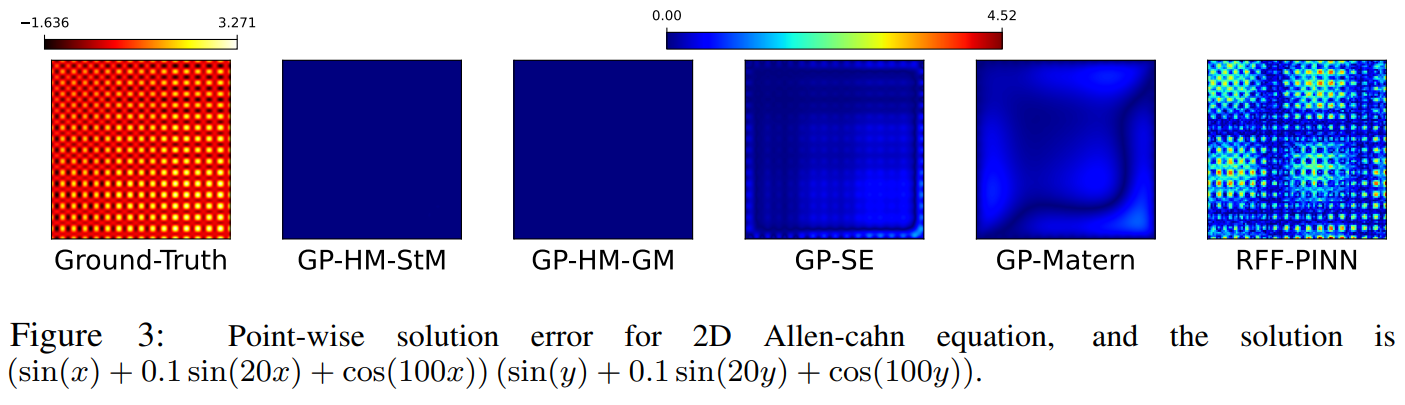 −1.636 3.271 0.00 4.52
Ground-Truth GP-HM-StM GP-HM-GM GP-SE GP-Matern RFF-PINN
Figure 3: Point-wise solution error for 2D Allen-cahn equation, and the solution is
(sin(x) + 0.1 sin(20x) + cos(100x)) (sin(y) + 0.1 sin(20y) + cos(100y)).